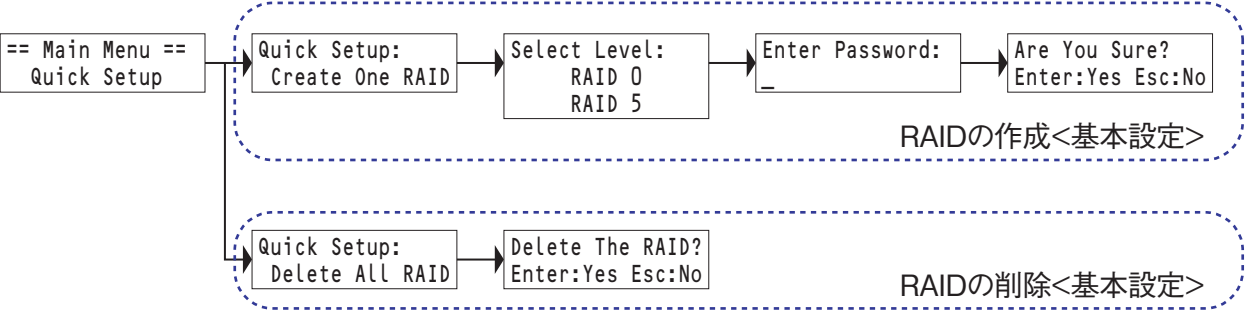 == Main Menu ==
Quick Setup
Quick Setup:
Create One RAID
Select Level:
RAID 0
RAID 5
Enter Password:
_
Are You Sure?
Enter:Yes Esc:No
RAIDの作成<基本設定>
Quick Setup:
Delete All RAID
Delete The RAID?
Enter:Yes Esc:No
RAIDの削除<基本設定>